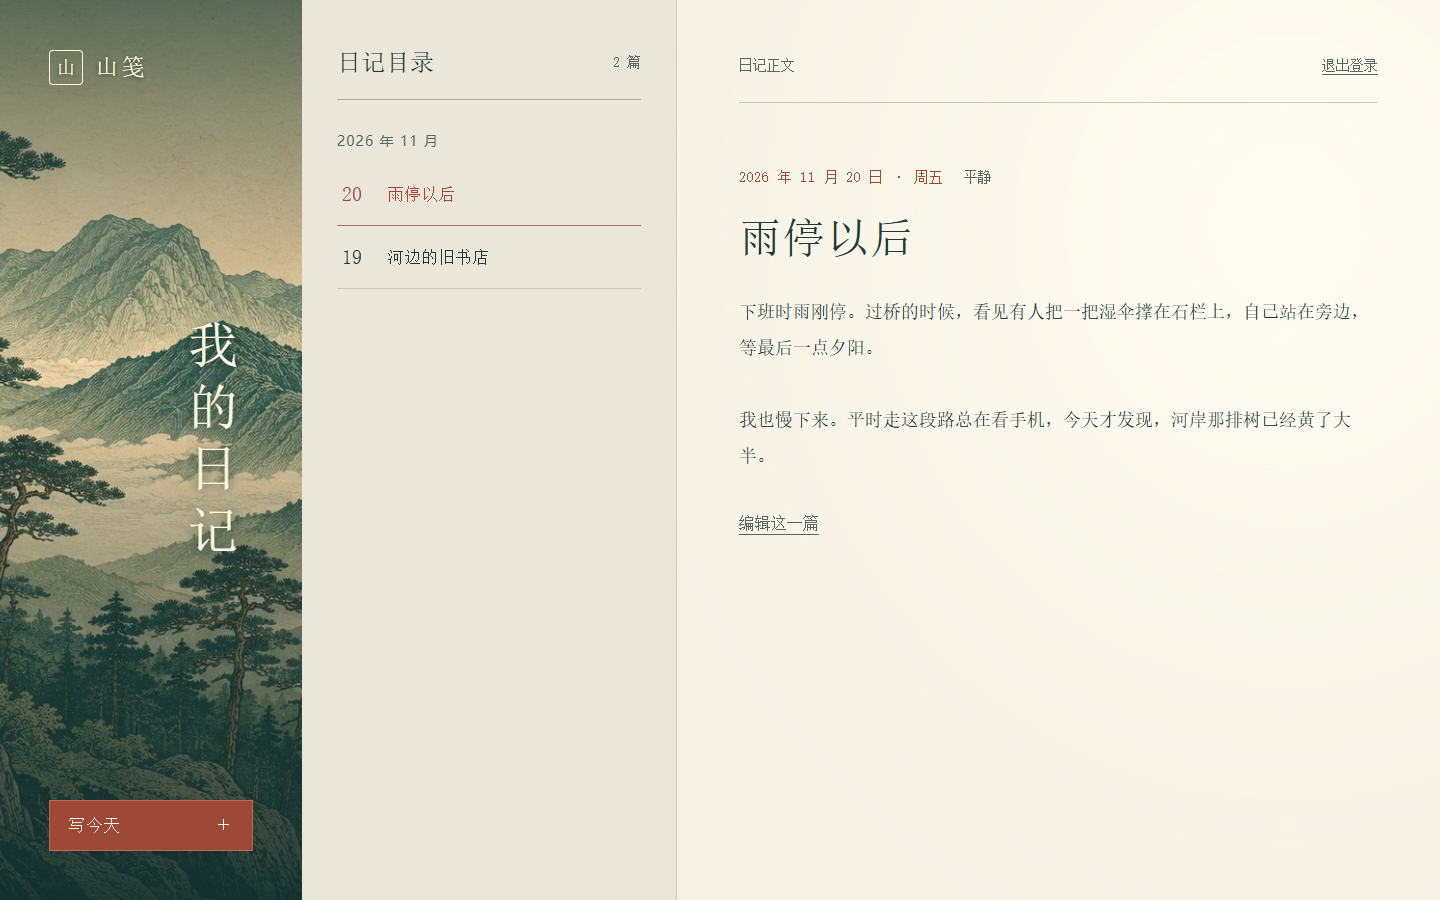 山 山笺
我的日记
写今天 +
日记目录 2 篇
2026 年 11 月
20 雨停以后
19 河边的旧书店
日记正文 退出登录
2026 年 11 月 20 日 · 周五 平静
雨停以后
下班时雨刚停。过桥的时候，看见有人把一把湿伞撑在石栏上，自己站在旁边，
等最后一点夕阳。
我也慢下来。平时走这段路总在看手机，今天才发现，河岸那排树已经黄了大
半。
编辑这一篇